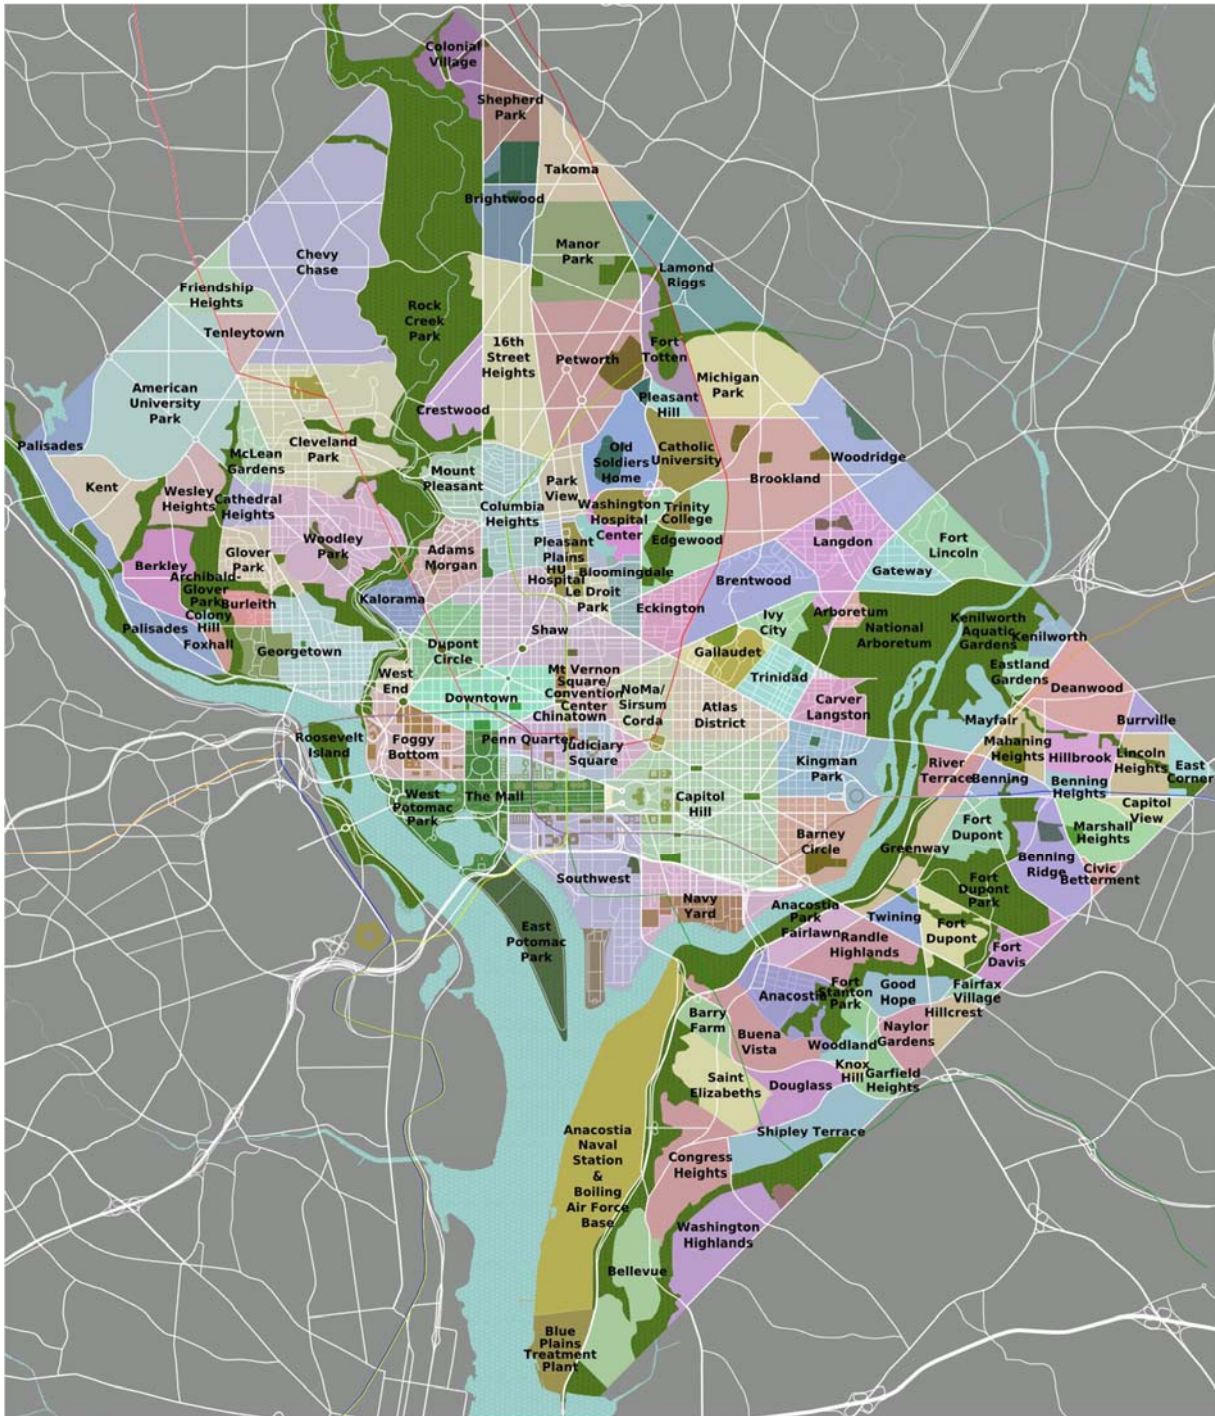 Colonial
Village
Shepherd
Park
Takoma
Brightwood
Manor
Park
Chevy
Chase
Lamond
Riggs
Friendship
Heights
Rock
Creek
Park
Tenleytown
16th
Street
Heights
Petworth
Fort
Totten
Michigan
Park
American
University
Park
Crestwood
Pleasant
Hill
Palisades
McLean
Gardens
Cleveland
Park
Old
Soldiers
Home
Catholic
University
Woodridge
Brookland
Kent
Wesley
Heights
Cathedral
Heights
Mount
Pleasant
Columbia
Heights
Park
View
Washington
Hospital
Center
Trinity
College
Edgewood
Woodley
Park
Langdon
Fort
Lincoln
Glover
Park
Adams
Morgan
Pleasant
Plains
HU
Hospital
Bloomingdale
Brentwood
Gateway
Berkley
Archibald-
Glover
Park
Burleith
Colony
Hill
Kalorama
Le Droit
Park
Eckington
Ivy
City
Arboretum
National
Arboretum
Kenilworth
Aquatic
Gardens
Kenilworth
Palisades
Foxhall
Georgetown
Dupont
Circle
Shaw
Gallaudet
Trinidad
Eastland
Gardens
Deanwood
West
End
Downtown
Mt Vernon
Square/
Convention
Center
Chinatown
NoMa/
Sirsum
Corda
Atlas
District
Carver
Langston
Mayfair
Burrville
Roosevelt
Island
Foggy
Bottom
Penn Quarter
Judiciary
Square
Kingman
Park
River
Terrace
Mahaning
Heights
Hillbrook
Lincoln
Heights
East
Corner
Benning
Benning
Heights
West
Potomac
Park
The Mall
Capitol
Hill
Capitol
View
Barney
Circle
Greenway
Fort
Dupont
Marshall
Heights
Benning
Ridge
Civic
Betterment
Southwest
Navy
Yard
Fort
Dupont
Park
East
Potomac
Park
Anacostia
Park
Fairlawn
Twining
Fort
Dupont
Randle
Highlands
Fort
Davis
Anacostia
Fort
Stanton
Park
Good
Hope
Fairfax
Village
Hillcrest
Barry
Farm
Buena
Vista
Woodland
Naylor
Gardens
Knox
Hill
Garfield
Heights
Saint
Elizabeths
Douglass
Shipley Terrace
Anacostia
Naval
Station
&
Boiling
Air Force
Base
Congress
Heights
Washington
Highlands
Bellevue
Blue
Plains
Treatment
Plant